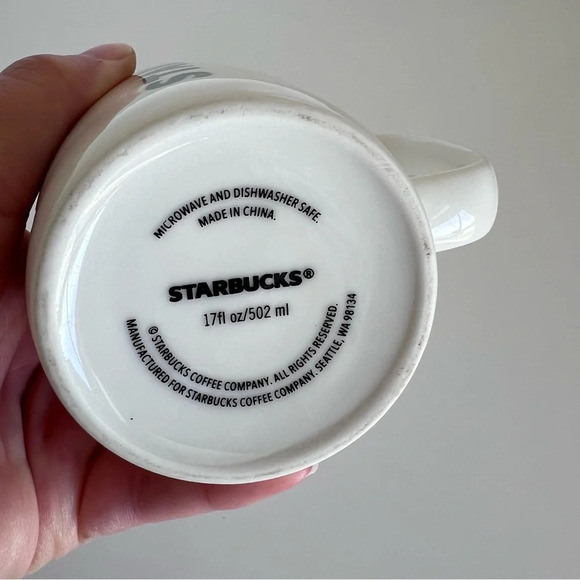 MICROWAVE AND DISHWASHER SAFE.
MADE IN CHINA.
STARBUCKS®
17fl oz/502 ml
©STARBUCKS COFFEE COMPANY. ALL RIGHTS RESERVED.
MANUFACTURED FOR STARBUCKS COFFEE COMPANY. SEATTLE, WA 98134